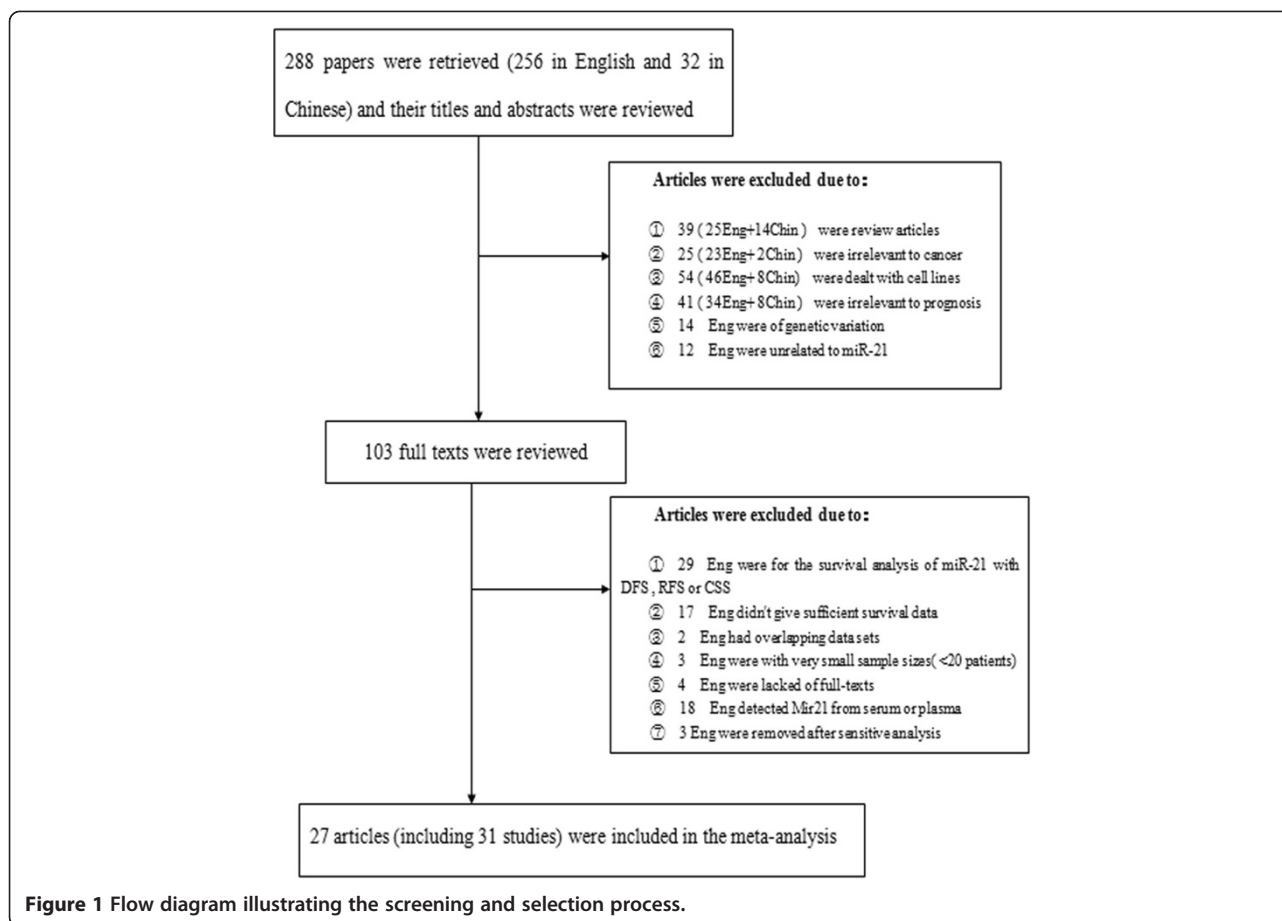 288 papers were retrieved (256 in English and 32 in
Chinese) and their titles and abstracts were reviewed
Articles were excluded due to:
① 39 (25Eng+14Chin) were review articles
② 25 (23Eng+2Chin) were irrelevant to cancer
③ 54 (46Eng+8Chin) were dealt with cell lines
④ 41 (34Eng+8Chin) were irrelevant to prognosis
⑤ 14 Eng were of genetic variation
⑥ 12 Eng were unrelated to miR-21
103 full texts were reviewed
Articles were excluded due to:
① 29 Eng were for the survival analysis of miR-21 with
DFS, RFS or CSS
② 17 Eng didn't give sufficient survival data
③ 2 Eng had overlapping data sets
④ 3 Eng were with very small sample sizes(<20 patients)
⑤ 4 Eng were lacked of full-texts
⑥ 18 Eng detected Mir21 from serum or plasma
⑦ 3 Eng were removed after sensitive analysis
27 articles (including 31 studies) were included in the meta-analysis
Figure 1 Flow diagram illustrating the screening and selection process.